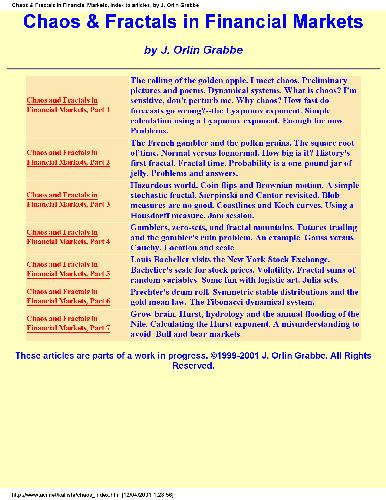 Chaos & Fractals in Financial Markets, Index to articles, by J. Orlin Grabbe
Chaos & Fractals in Financial Markets
by J. Orlin Grabbe
Chaos and Fractals in
Financial Markets, Part 1
The rolling of the golden apple. I meet chaos. Preliminary
pictures and poems. Dynamical systems. What is chaos? I'm
sensitive, don't perturb me. Why chaos? How fast do
forecasts go wrong?--the Lyapunov exponent. Simple
calculation using a Lyapunov exponent. Enough for now
Problems.
Chaos and Fractals in
Financial Markets, Part 2
The French gambler and the pollen grains. The square root
of time. Normal versus lognormal. How big is it? History's
first fractal. Fractal time. Probability is a one-pound jar of
jelly. Problems and answers.
Chaos and Fractals in
Financial Markets, Part 3
Hazardous world. Coin flips and Brownian motion. A simple
stochastic fractal. Sierpinski and Cantor revisited. Blob
measures are no good. Coastlines and Koch curves. Using a
Hausdorff measure. Jam session.
Chaos and Fractals in
Financial Markets, Part 4
Gamblers, zero-sets, and fractal mountains. Futures trading
and the gambler's ruin problem. An example. Gauss versus
Cauchy. Location and scale.
Chaos and Fractals in
Financial Markets, Part 5
Louis Bachelier visits the New York Stock Exchange.
Bachelier's scale for stock prices. Volatility. Fractal sums of
random variables. Some fun with logistic art. Julia sets.
Chaos and Fractals in
Financial Markets, Part 6
Prechter's drum roll. Symmetric stable distributions and the
gold mean law. The Fibonacci dynamical system.
Chaos and Fractals in
Financial Markets, Part 7
Grow brain. Hurst, hydrology and the annual flooding of the
Nile. Calculating the Hurst exponent. A misunderstanding to
avoid. Bull and bear markets
These articles are parts of a work in progress. ©1999-2001 J. Orlin Grabbe. All Rights
Reserved.